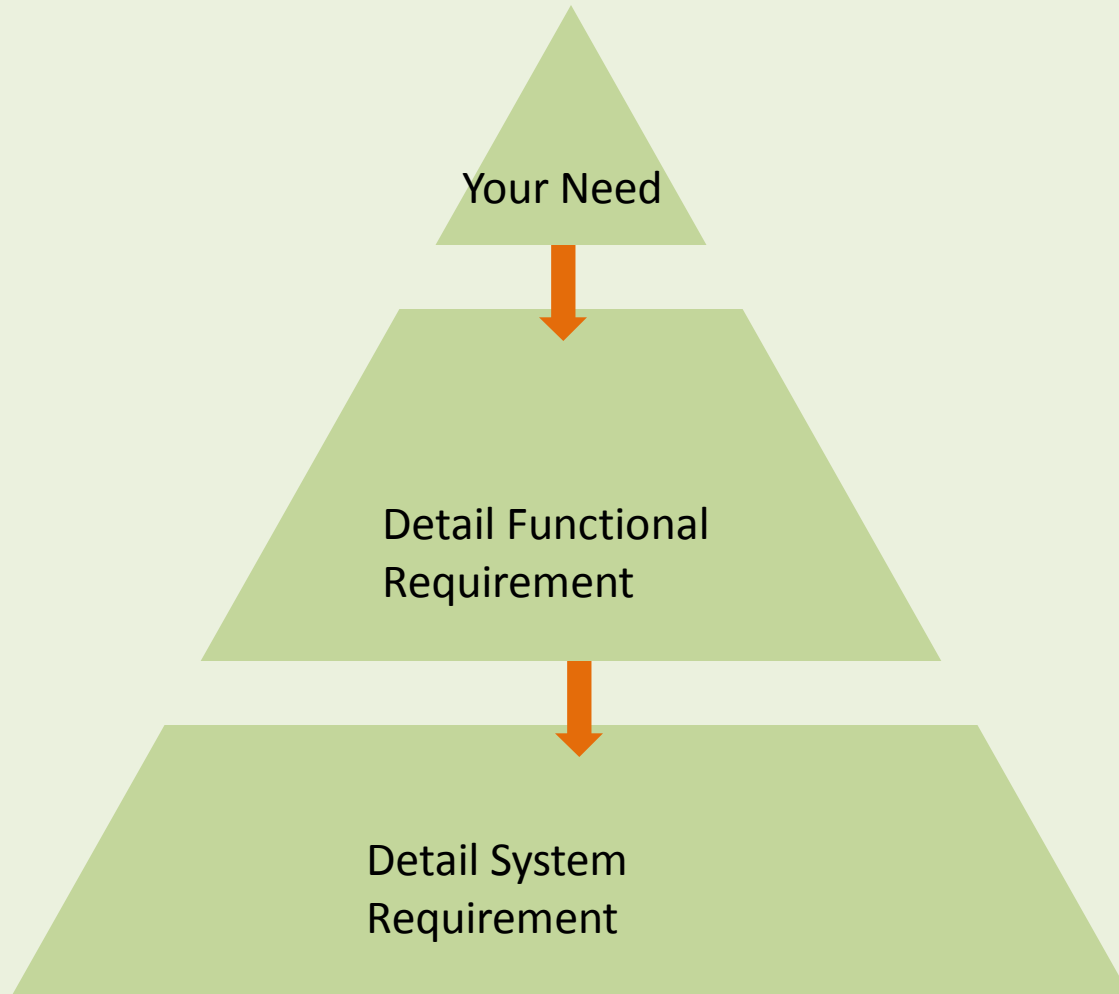 Your Need
Detail Functional
Requirement
Detail System
Requirement